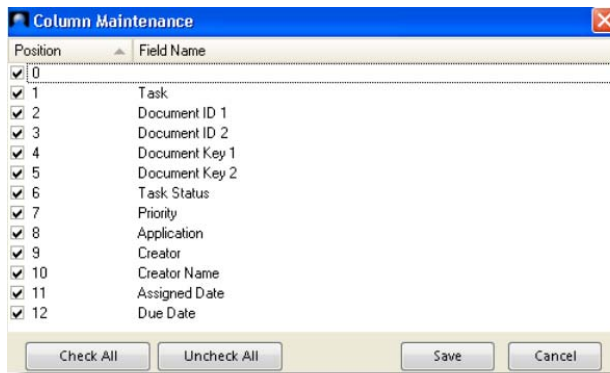 Column Maintenance
Position Field Name
0
1 Task
2 Document ID 1
3 Document ID 2
4 Document Key 1
5 Document Key 2
6 Task Status
7 Priority
8 Application
9 Creator
10 Creator Name
11 Assigned Date
12 Due Date
Check All Uncheck All Save Cancel